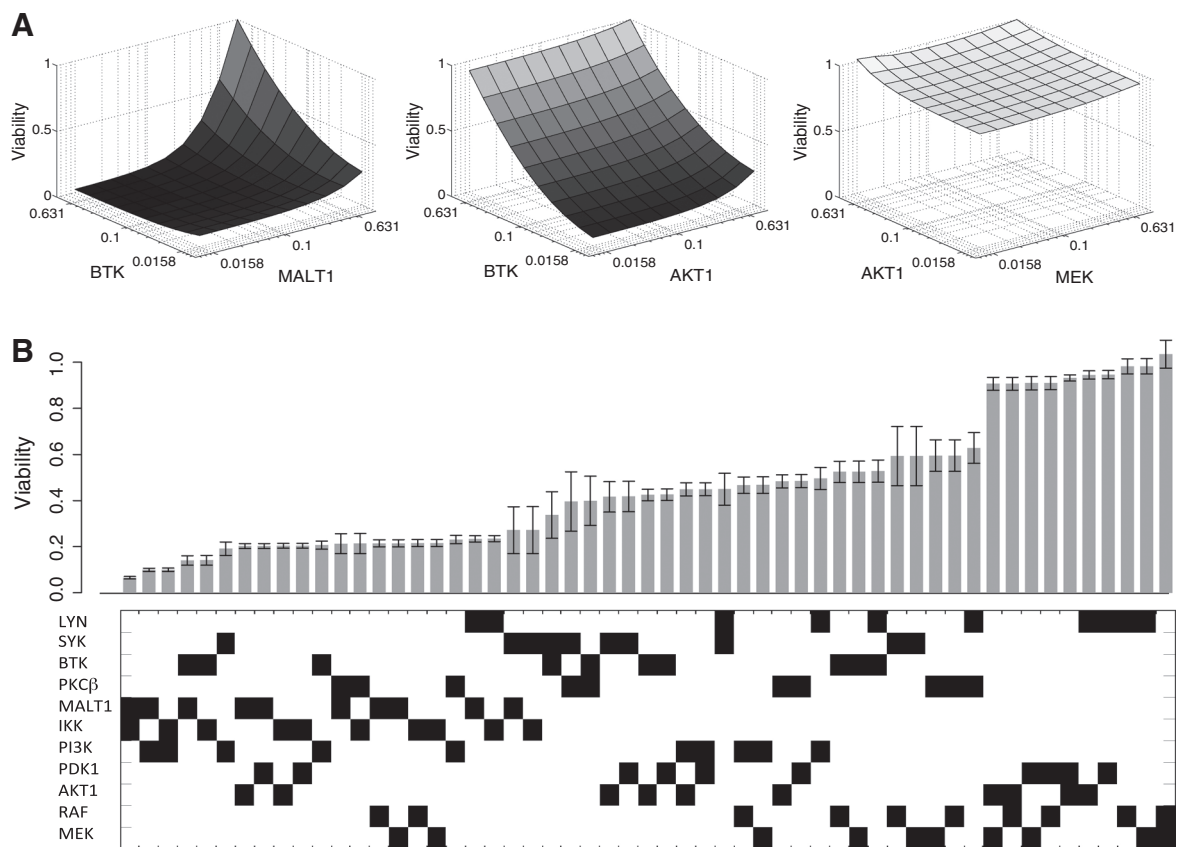 A
1
0.5
0
Viability
0.631
0.1
0.0158
BTK
0.0158
0.1
0.631
MALT1
1
0.5
0
Viability
0.631
0.1
0.0158
BTK
0.0158
0.1
0.631
AKT1
1
0.5
0
Viability
0.631
0.1
0.0158
AKT1
0.0158
0.1
0.631
MEK
B
Viability
1.0
0.8
0.6
0.4
0.2
0.0
LYN
SYK
BTK
PKCβ
MALT1
IKK
PI3K
PDK1
AKT1
RAF
MEK